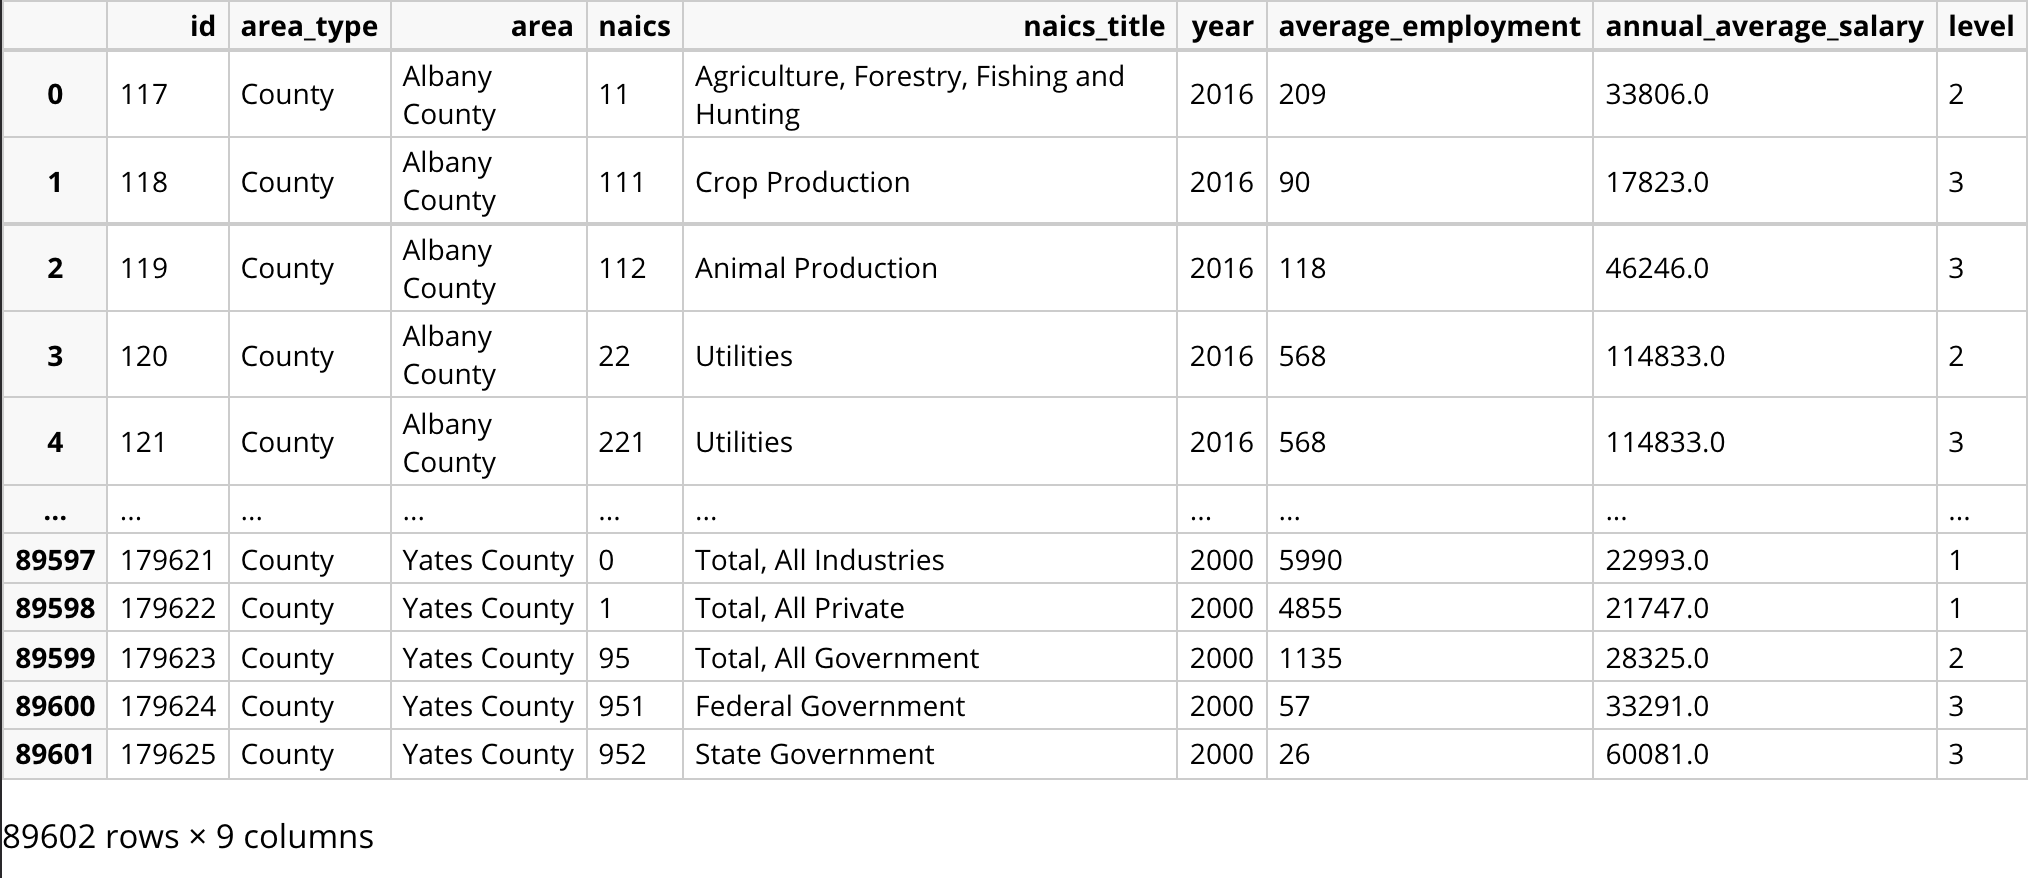 id area_type area naics naics_title year average_employment annual_average_salary level
0 117 County Albany County 11 Agriculture, Forestry, Fishing and Hunting 2016 209 33806.0 2
1 118 County Albany County 111 Crop Production 2016 90 17823.0 3
2 119 County Albany County 112 Animal Production 2016 118 46246.0 3
3 120 County Albany County 22 Utilities 2016 568 114833.0 2
4 121 County Albany County 221 Utilities 2016 568 114833.0 3
... ... ... ... ... ... ... ... ... ...
89597 179621 County Yates County 0 Total, All Industries 2000 5990 22993.0 1
89598 179622 County Yates County 1 Total, All Private 2000 4855 21747.0 1
89599 179623 County Yates County 95 Total, All Government 2000 1135 28325.0 2
89600 179624 County Yates County 951 Federal Government 2000 57 33291.0 3
89601 179625 County Yates County 952 State Government 2000 26 60081.0 3
89602 rows × 9 columns